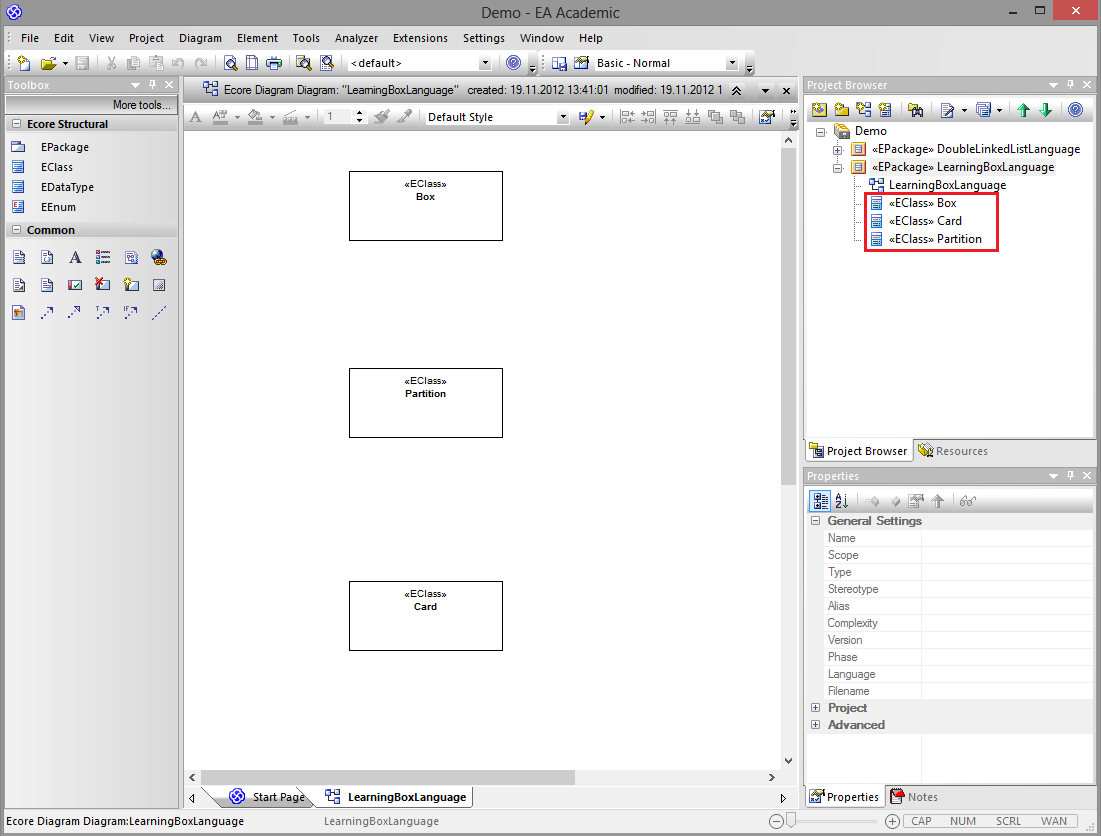 Demo - EA Academic
File Edit View Project Diagram Element Tools Analyzer Extensions Settings Window Help
<default>
Basic - Normal
Toolbox
More tools...
Ecore Structural
EPackage
EClass
EDataType
EEnum
Common
Ecore Diagram Diagram: "LearningBoxLanguage" created: 19.11.2012 13:41:01 modified: 19.11.2012 1
1
Default Style
«EClass»
Box
«EClass»
Partition
«EClass»
Card
Start Page
LearningBoxLanguage
Project Browser
Demo
«EPackage» DoubleLinkedListLanguage
«EPackage» LearningBoxLanguage
LearningBoxLanguage
«EClass» Box
«EClass» Card
«EClass» Partition
Project Browser
Resources
Properties
General Settings
Name
Scope
Type
Stereotype
Alias
Complexity
Version
Phase
Language
Filename
Project
Advanced
Properties
Notes
Ecore Diagram Diagram:LearningBoxLanguage
LearningBoxLanguage
CAP NUM SCRL WAN